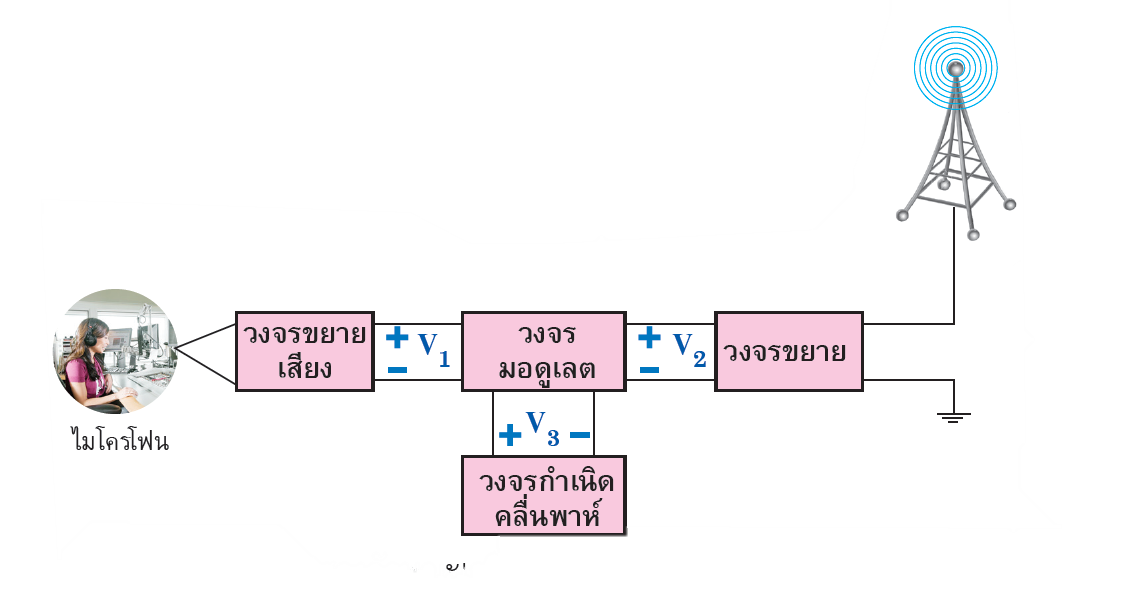 วงจรขยาย
เสียง
+ V1 −
วงจร
มอดูเลต
+ V2 −
วงจรขยาย
ไมโครโฟน
+ V3 −
วงจรกำเนิด
คลื่นพาห์